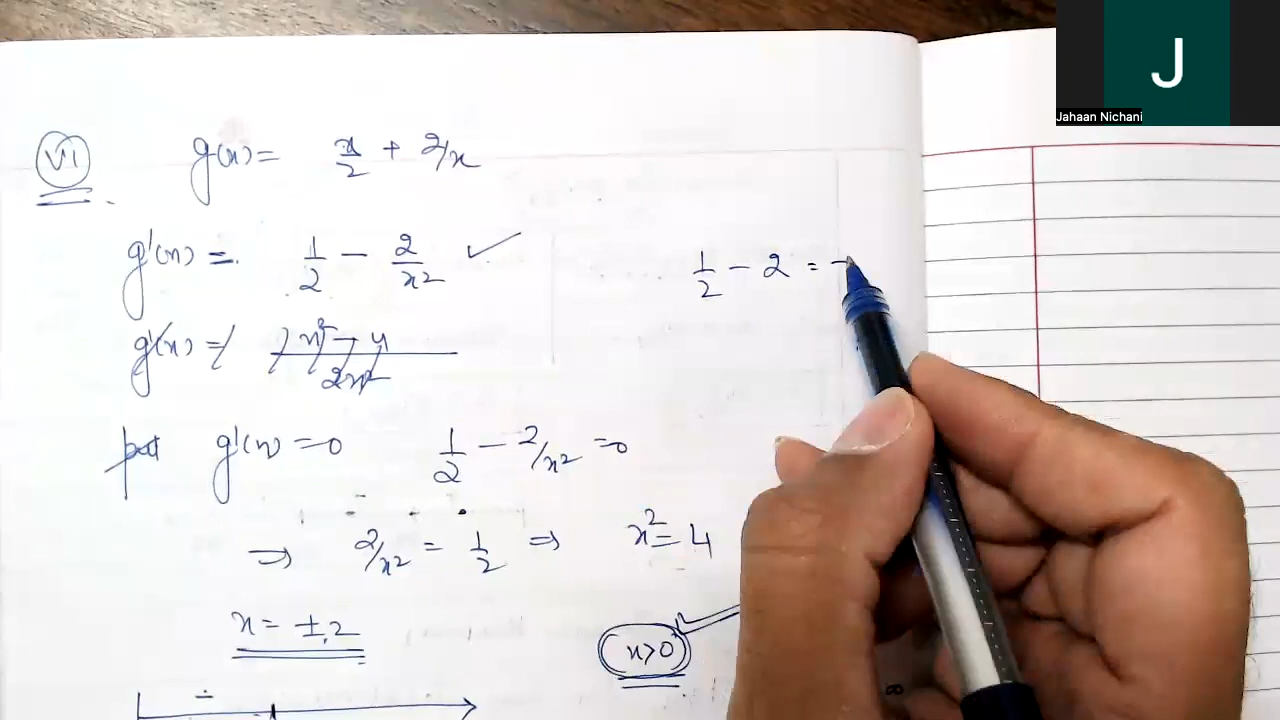 J
Jahaan Nichani
VI
g(x) = x/2 + 2/x
g'(x) = 1/2 - 2/x²
1/2 - 2 = -
g'(x) = x² - 4 / 2x²
put g'(x) = 0 1/2 - 2/x² = 0
⇒ 2/x² = 1/2 ⇒ x² = 4
x = ±2
x>0